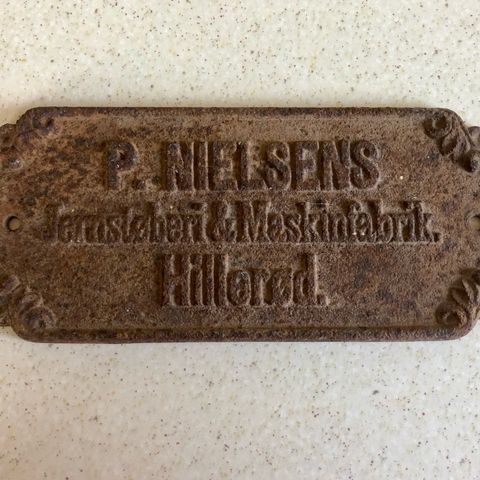 P. NIELSENS
Jernstøberi & Maskinfabrik.
Hillerød.